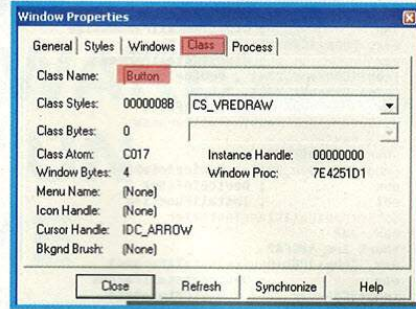 Window Properties
General Styles Windows Class Process
Class Name: Button
Class Styles: 0000008B CS_VREDRAW
Class Bytes: 0
Class Atom: C017 Instance Handle: 00000000
Window Bytes: 4 Window Proc: 7E4251D1
Menu Name: (None)
Icon Handle: (None)
Cursor Handle: IDC_ARROW
Bkgnd Brush: (None)
Close Refresh Synchronize Help